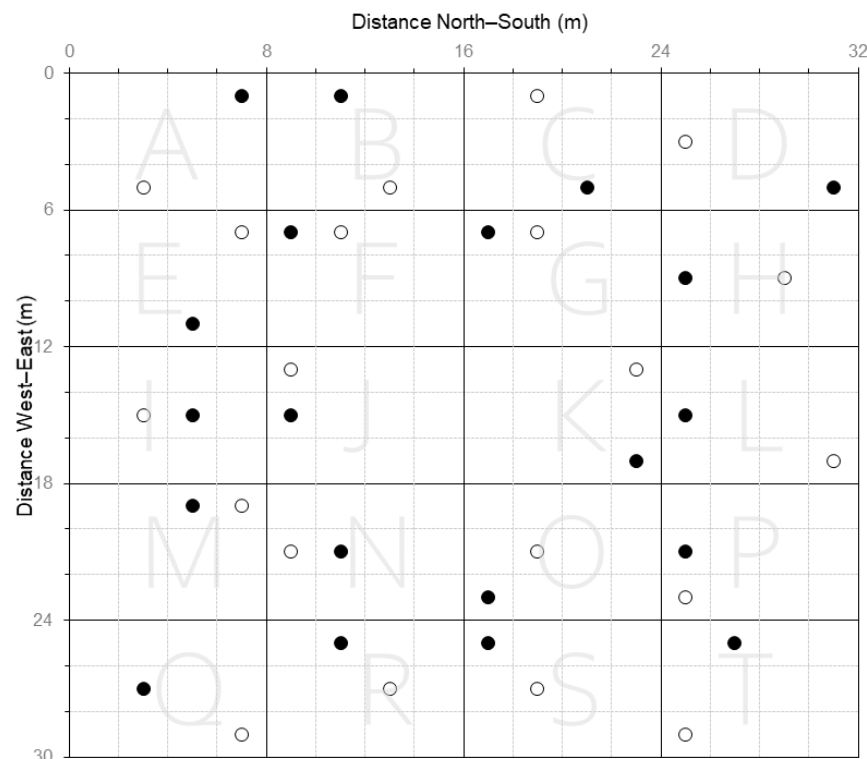 Distance North–South (m)
0 8 16 24 32
0
A B C D
6
E F G H
Distance West–East (m)
12
I J K L
18
M N O P
24
Q R S T
30